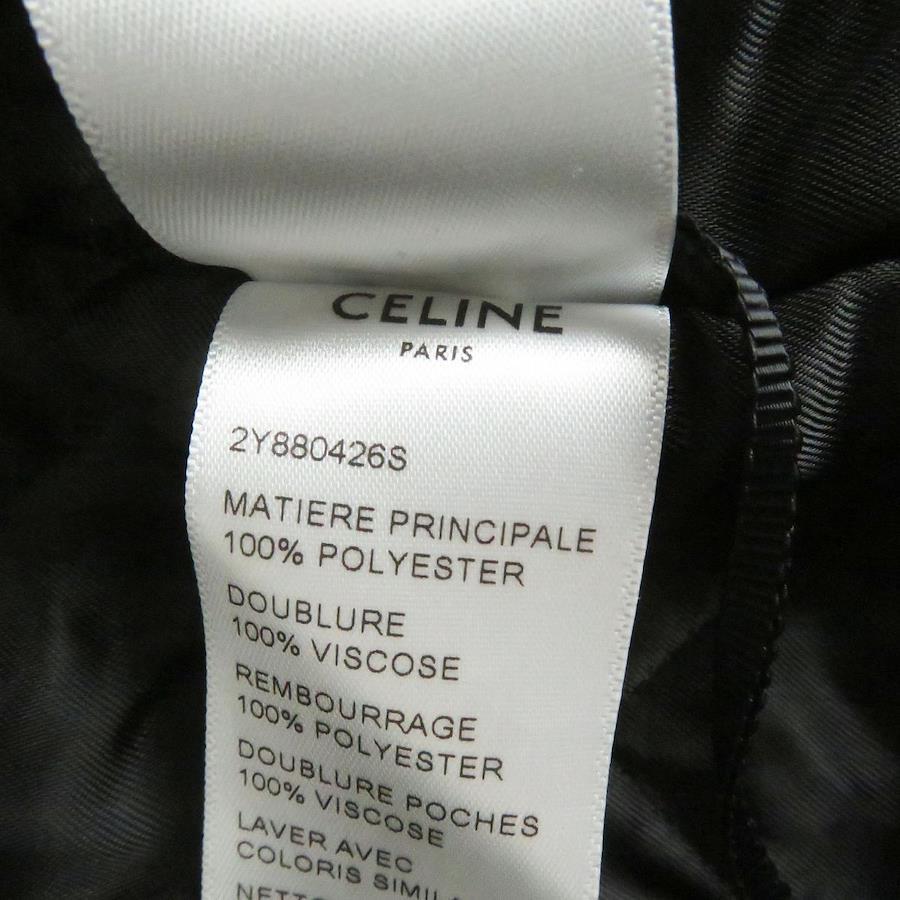 CELINE
PARIS
2Y880426S
MATIERE PRINCIPALE
100% POLYESTER
DOUBLURE
100% VISCOSE
REMBOURRAGE
100% POLYESTER
DOUBLURE POCHES
100% VISCOSE
LAVER AVEC
COLORIS